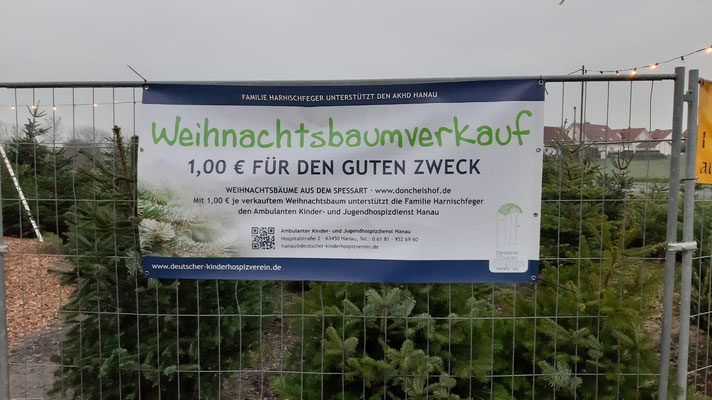 FAMILIE HARNISCHFEGER UNTERSTÜTZT DEN AKHD HANAU
Weihnachtsbaumverkauf
1,00 € FÜR DEN GUTEN ZWECK
WEIHNACHTSBÄUME AUS DEM SPESSART · www.donchelshof.de
Mit 1,00 € je verkauftem Weihnachtsbaum unterstützt die Familie Harnischfeger
den Ambulanten Kinder- und Jugendhospizdienst Hanau
Ambulanter Kinder- und Jugendhospizdienst Hanau
Hospitalstraße 2 · 63450 Hanau, Tel.: 0 61 81 - 952 69 60
hanau@deutscher-kinderhospizverein.de
www.deutscher-kinderhospizverein.de